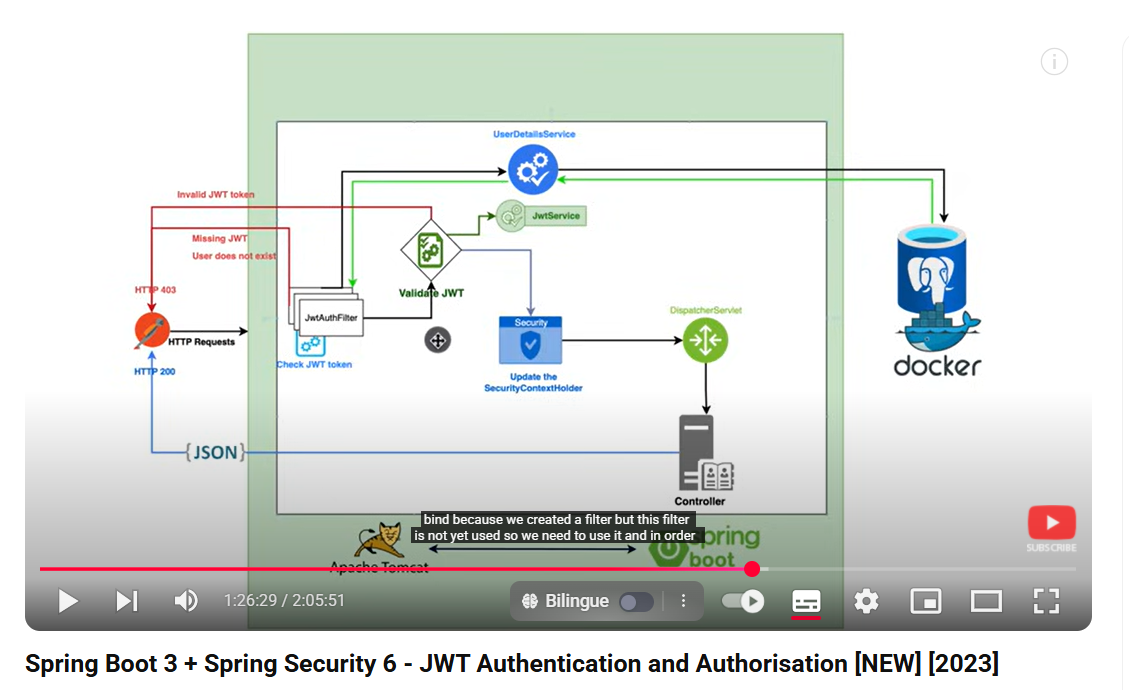 UserDetailsService
Invalid JWT token
JwtService
Missing JWT
User does not exist
Validate JWT
HTTP 403
JwtAuthFilter
DispatcherServlet
HTTP Requests
Security
Check JWT token
HTTP 200
Update the
SecurityContextHolder
docker
{JSON}
Controller
bind because we created a filter but this filter
is not yet used so we need to use it and in order
spring
boot
Apache Tomcat
SUBSCRIBE
1:26:29 / 2:05:51
Bilingue
Spring Boot 3 + Spring Security 6 - JWT Authentication and Authorisation [NEW] [2023]